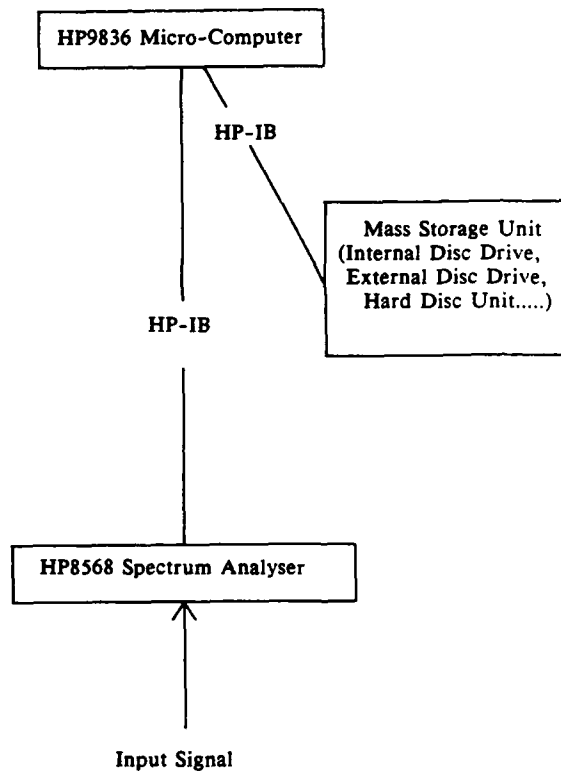 HP9836 Micro-Computer
HP-IB
Mass Storage Unit
(Internal Disc Drive,
External Disc Drive,
Hard Disc Unit.....)
HP-IB
HP8568 Spectrum Analyser
Input Signal